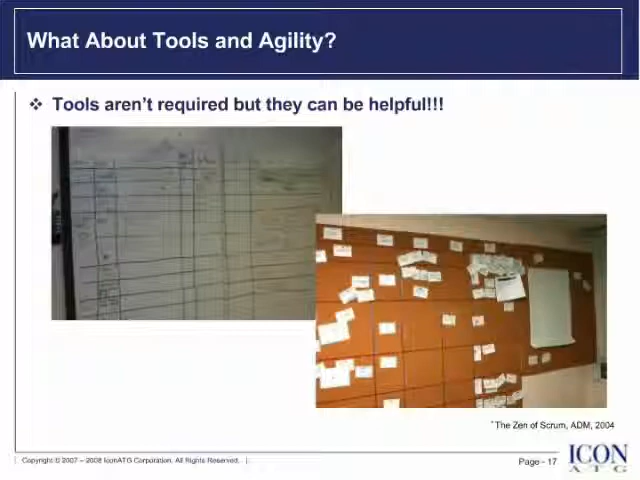 What About Tools and Agility?
❖ Tools aren't required but they can be helpful!!!
* The Zen of Scrum, ADM, 2004
Copyright © 2007 – 2008 IconATG Corporation. All Rights Reserved. |
Page - 17
ICON
A T G